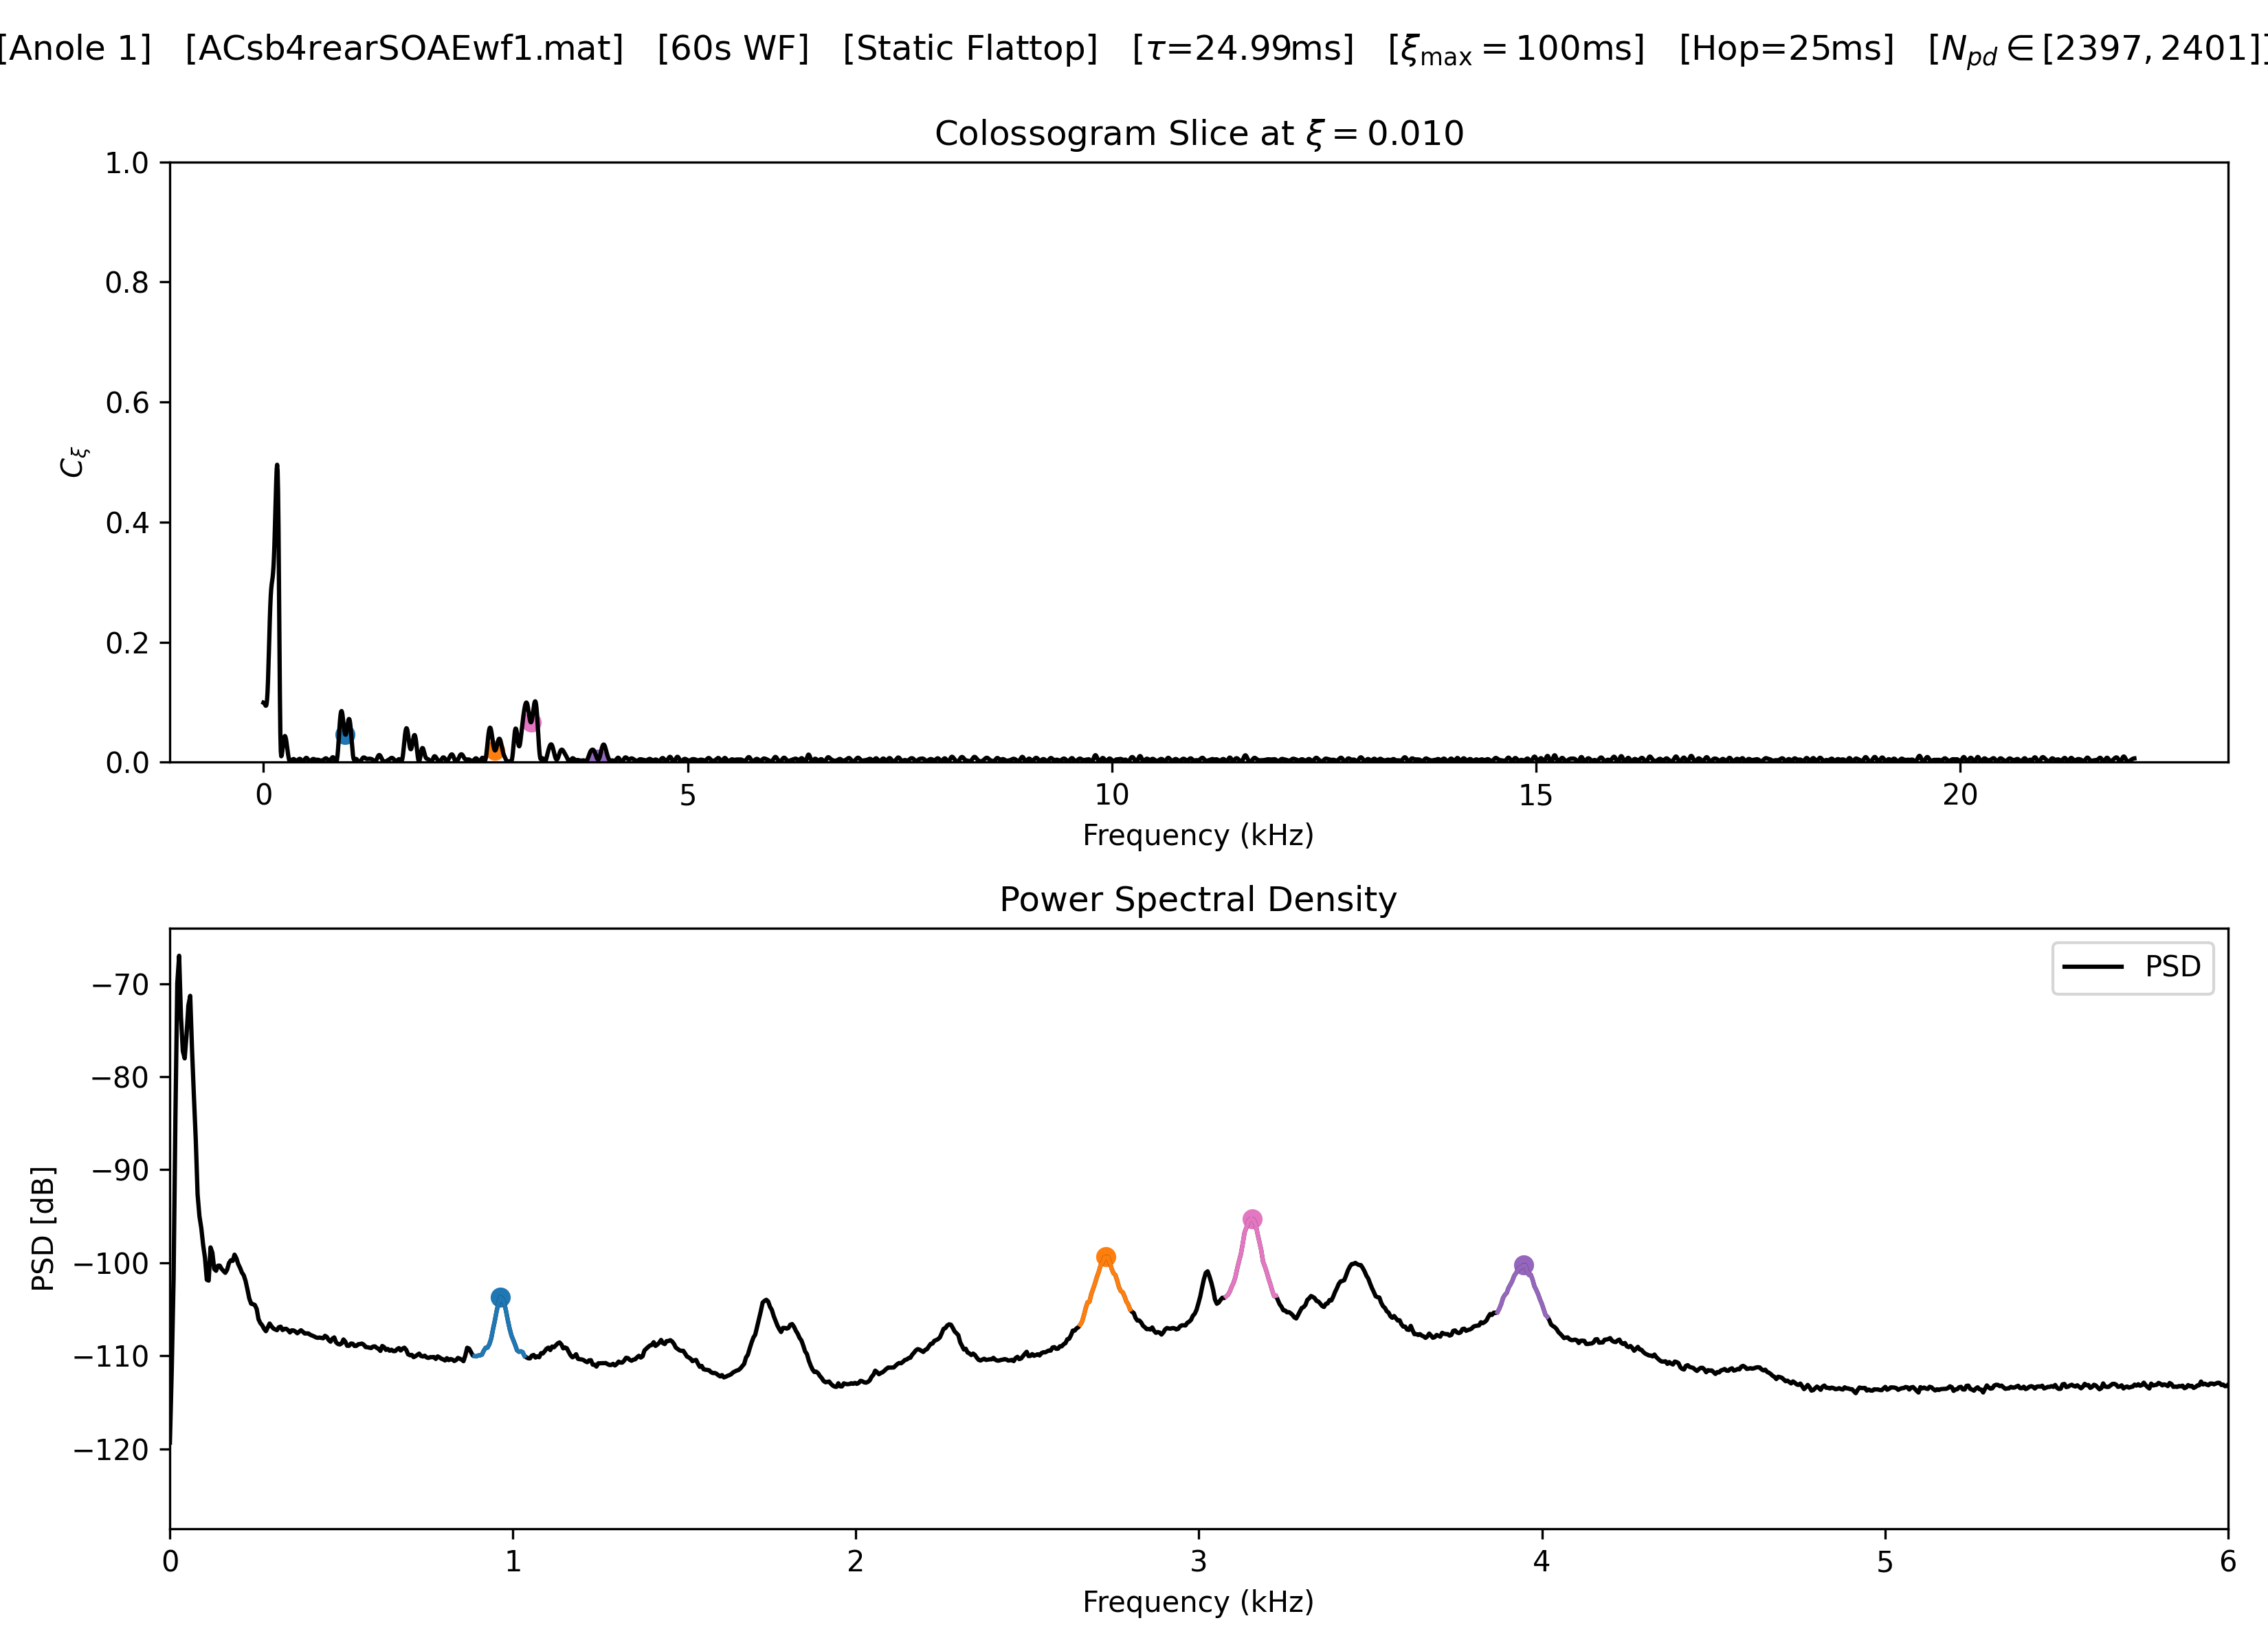 [Anole 1] [ACsb4rearSOAEwf1.mat] [60s WF] [Static Flattop] [τ=24.99ms] [ξmax = 100ms] [Hop=25ms] [Npd ∈ [2397, 2401]]
Colossogram Slice at ξ = 0.010
1.0
0.8
0.6
0.4
0.2
0.0
Cξ
0 5 10 15 20
Frequency (kHz)
Power Spectral Density
PSD
−70
−80
−90
−100
−110
−120
PSD [dB]
0 1 2 3 4 5 6
Frequency (kHz)